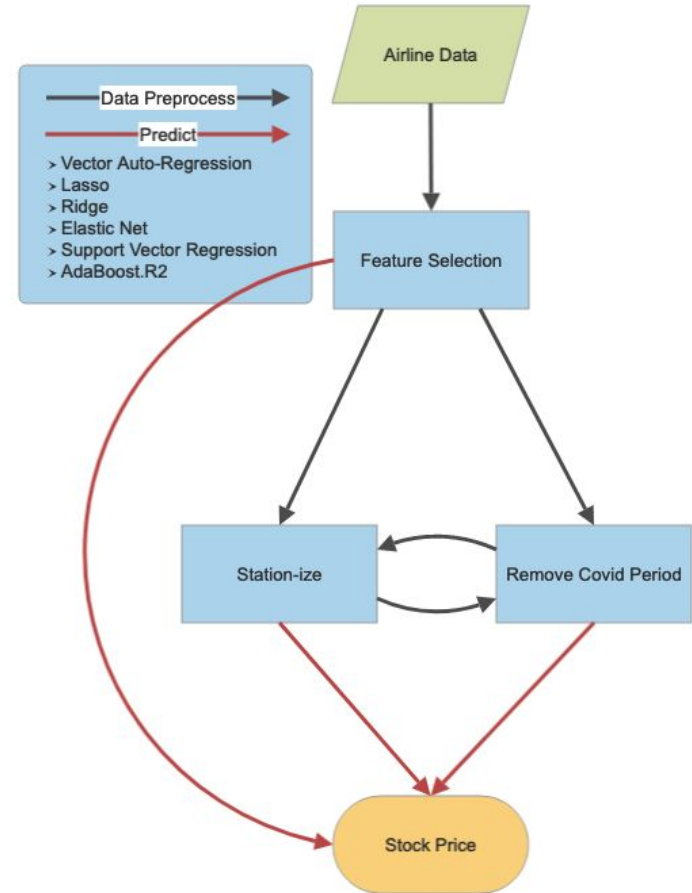 Airline Data
Data Preprocess
Predict
➤ Vector Auto-Regression
➤ Lasso
➤ Ridge
➤ Elastic Net
➤ Support Vector Regression
➤ AdaBoost.R2
Feature Selection
Station-ize
Remove Covid Period
Stock Price